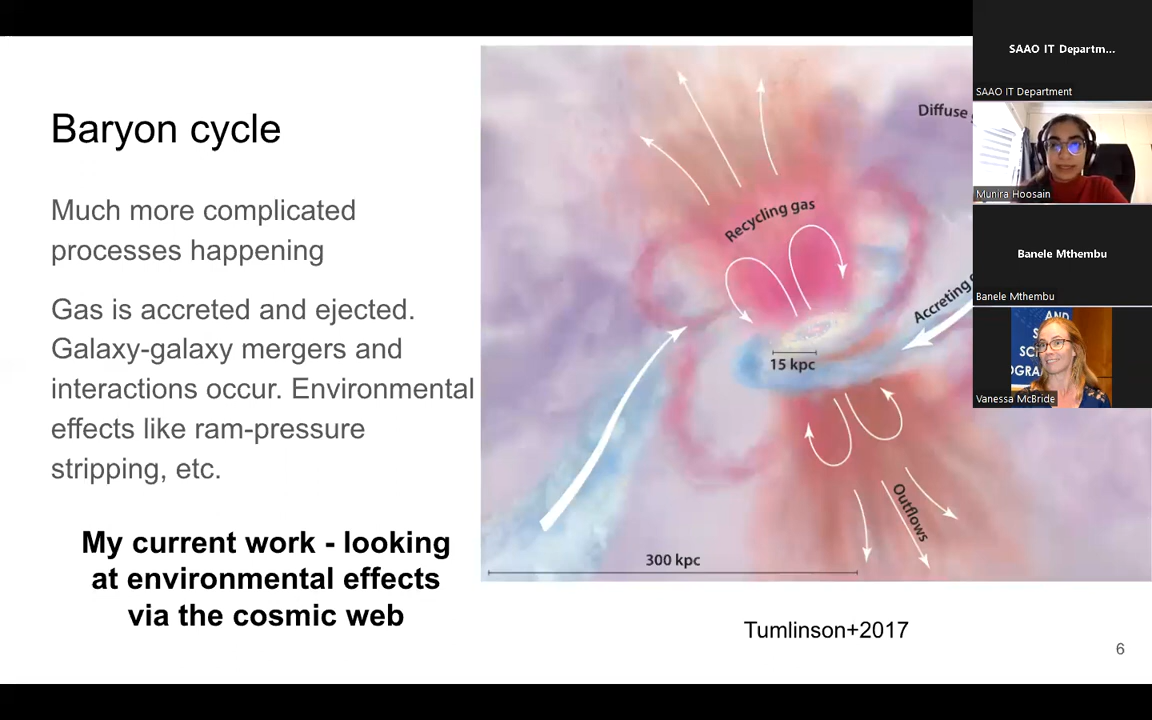 Baryon cycle
Much more complicated
processes happening
Gas is accreted and ejected.
Galaxy-galaxy mergers and
interactions occur. Environmental
effects like ram-pressure
stripping, etc.
My current work - looking
at environmental effects
via the cosmic web
Diffuse
Recycling gas
Accreting
15 kpc
Outflows
300 kpc
Tumlinson+2017
6
SAAO IT Departm...
SAAO IT Department
Munira Hoosain
Banele Mthembu
Banele Mthembu
AND
Vanessa McBride